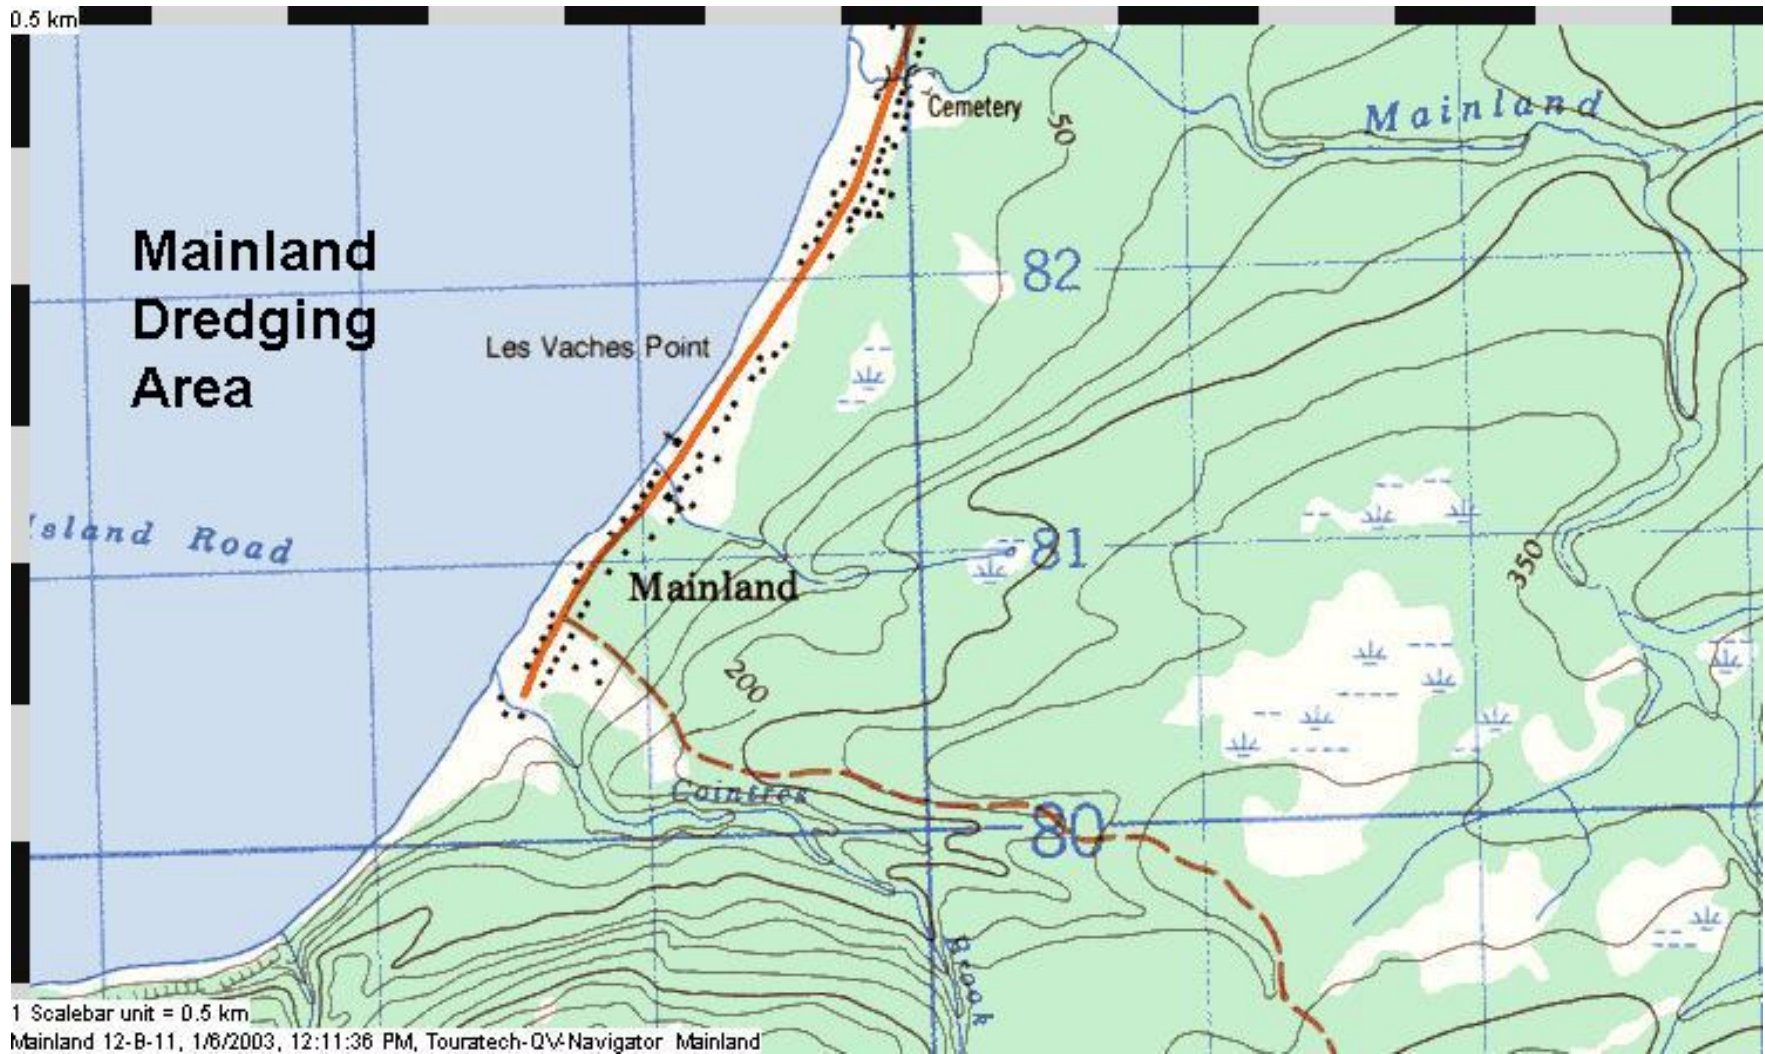 0.5 km
Cemetery
50
Mainland
Mainland
Dredging
Area
82
Les Vaches Point
Island Road
81
350
Mainland
200
Cointres
80
Brook
1 Scalebar unit = 0.5 km
Mainland 12-B-11, 1/6/2003, 12:11:36 PM, Touratech-QV-Navigator Mainland